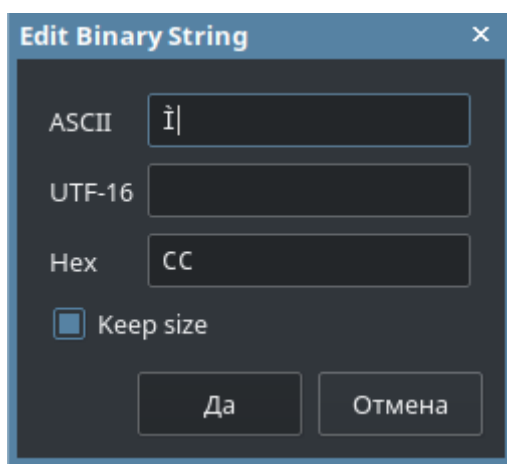 Edit Binary String ×
ASCII Ì
UTF-16
Hex CC
Keep size
Да Отмена